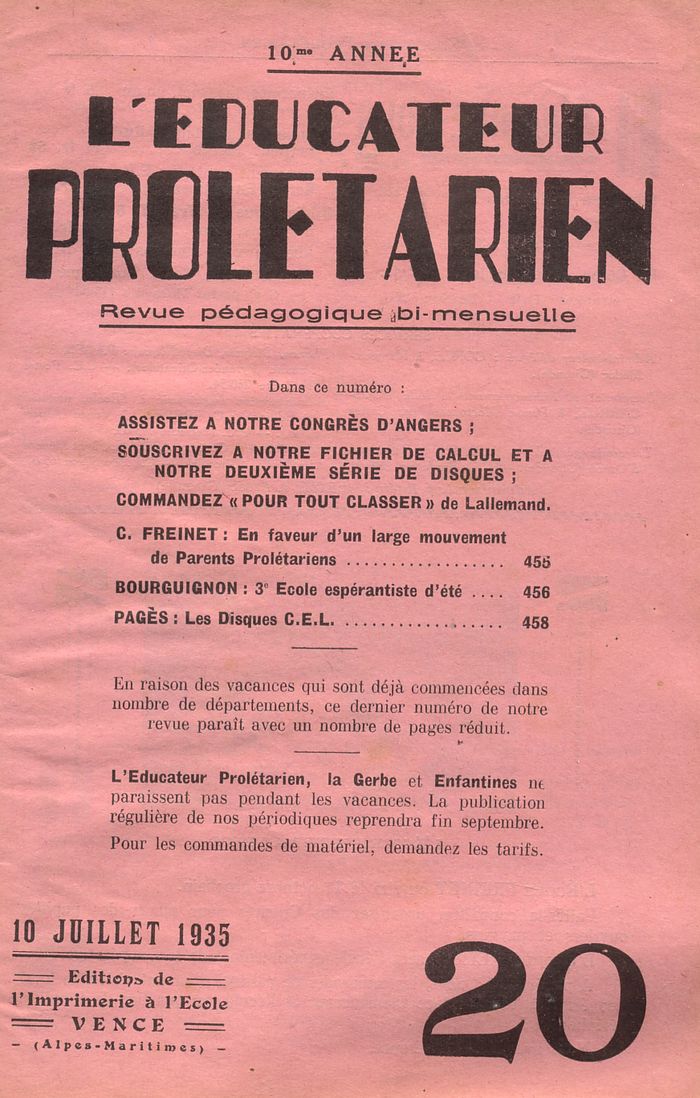 10me ANNEE
L'EDUCATEUR
PROLETARIEN
Revue pédagogique bi-mensuelle
Dans ce numéro :
ASSISTEZ A NOTRE CONGRÈS D'ANGERS ;
SOUSCRIVEZ A NOTRE FICHIER DE CALCUL ET A
NOTRE DEUXIÈME SÉRIE DE DISQUES ;
COMMANDEZ « POUR TOUT CLASSER » de Lallemand.
C. FREINET : En faveur d'un large mouvement
de Parents Prolétariens .................. 455
BOURGUIGNON : 3e Ecole espérantiste d'été .... 456
PAGÈS : Les Disques C.E.L. .................. 458
En raison des vacances qui sont déjà commencées dans
nombre de départements, ce dernier numéro de notre
revue paraît avec un nombre de pages réduit.
L'Educateur Prolétarien, la Gerbe et Enfantines ne
paraissent pas pendant les vacances. La publication
régulière de nos périodiques reprendra fin septembre.
Pour les commandes de matériel, demandez les tarifs.
10 JUILLET 1935
Editions de
l'Imprimerie à l'Ecole
VENCE
- (Alpes-Maritimes) -
20